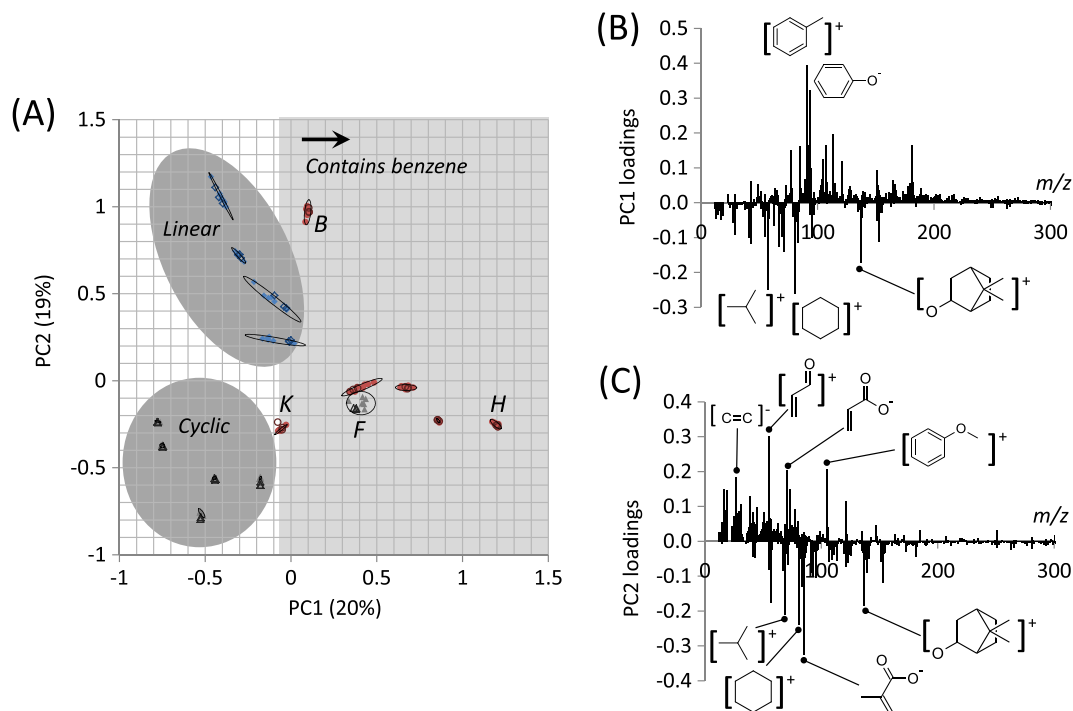 (A)
1.5
1
0.5
0
-0.5
-1
-1
-0.5
0
0.5
1
1.5
PC2 (19%)
PC1 (20%)
Contains benzene
Linear
B
Cyclic
K
F
H
(B)
0.5
0.4
0.3
0.2
0.1
0.0
-0.1
-0.2
-0.3
PC1 loadings
m/z
0
100
200
300
[ ]+
O-
[ ]+
[ ]+
[ O ]+
(C)
0.4
0.3
0.2
0.1
0.0
-0.1
-0.2
-0.3
-0.4
PC2 loadings
m/z
0
100
200
300
[C=C]-
[ O ]+
O
O-
[ O ]+
[ ]+
[ ]+
O
O-
[ O ]+